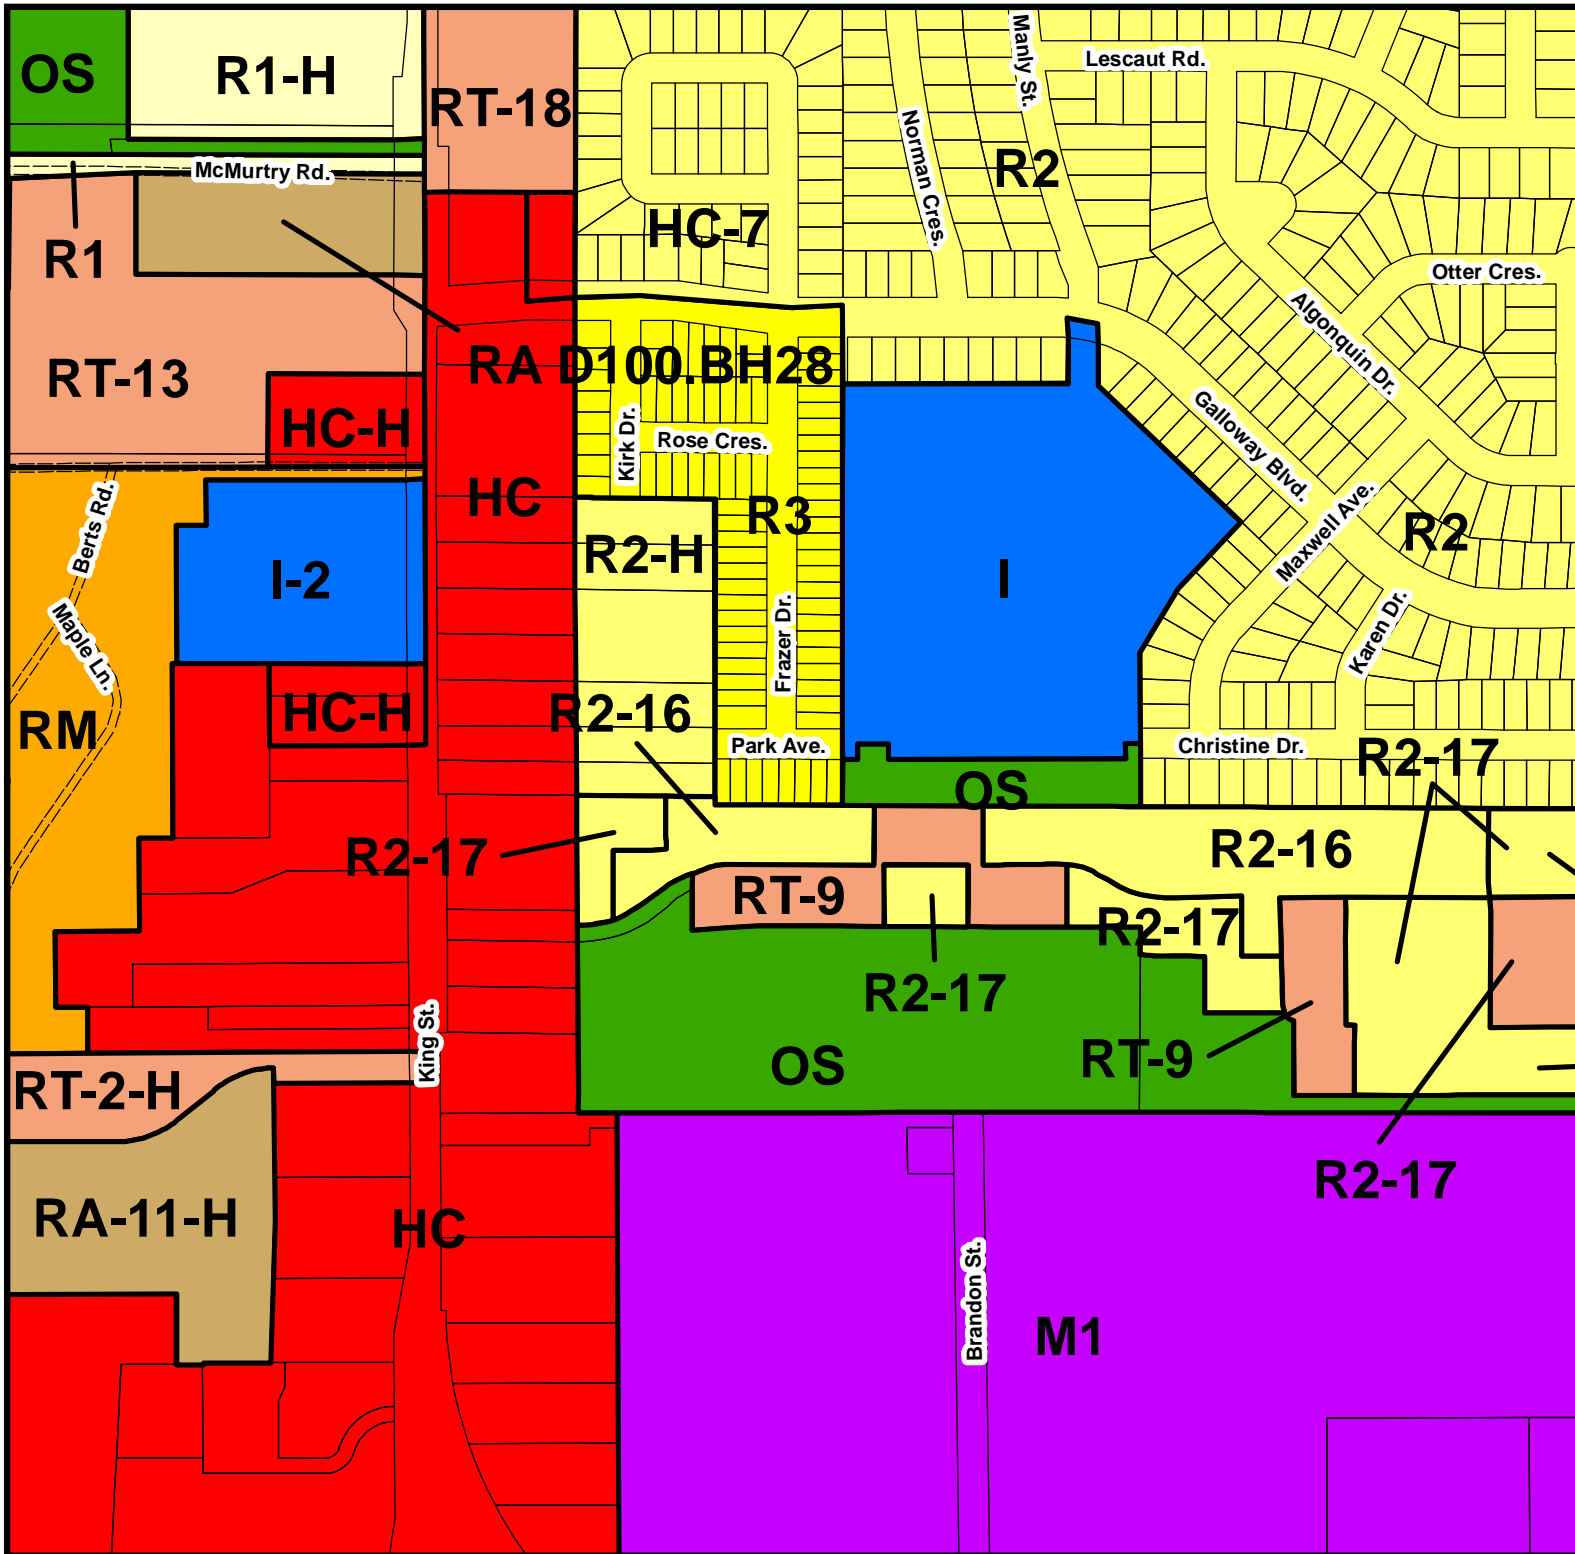 OS
R1-H
RT-18
Manly St.
Lescaut Rd.
McMurtry Rd.
Norman Cres.
R2
R1
HC-7
Otter Cres.
Algonquin Dr.
RT-13
RA D100.BH28
HC-H
Kirk Dr.
Rose Cres.
Galloway Blvd.
Berts Rd.
HC
R3
Maxwell Ave.
R2
R2-H
I-2
I
Maple Ln.
Frazer Dr.
Karen Dr.
RM
HC-H
R2-16
Park Ave.
Christine Dr.
R2-17
OS
R2-17
R2-16
RT-9
R2-17
R2-17
King St.
OS
RT-9
RT-2-H
R2-17
RA-11-H
HC
Brandon St.
M1